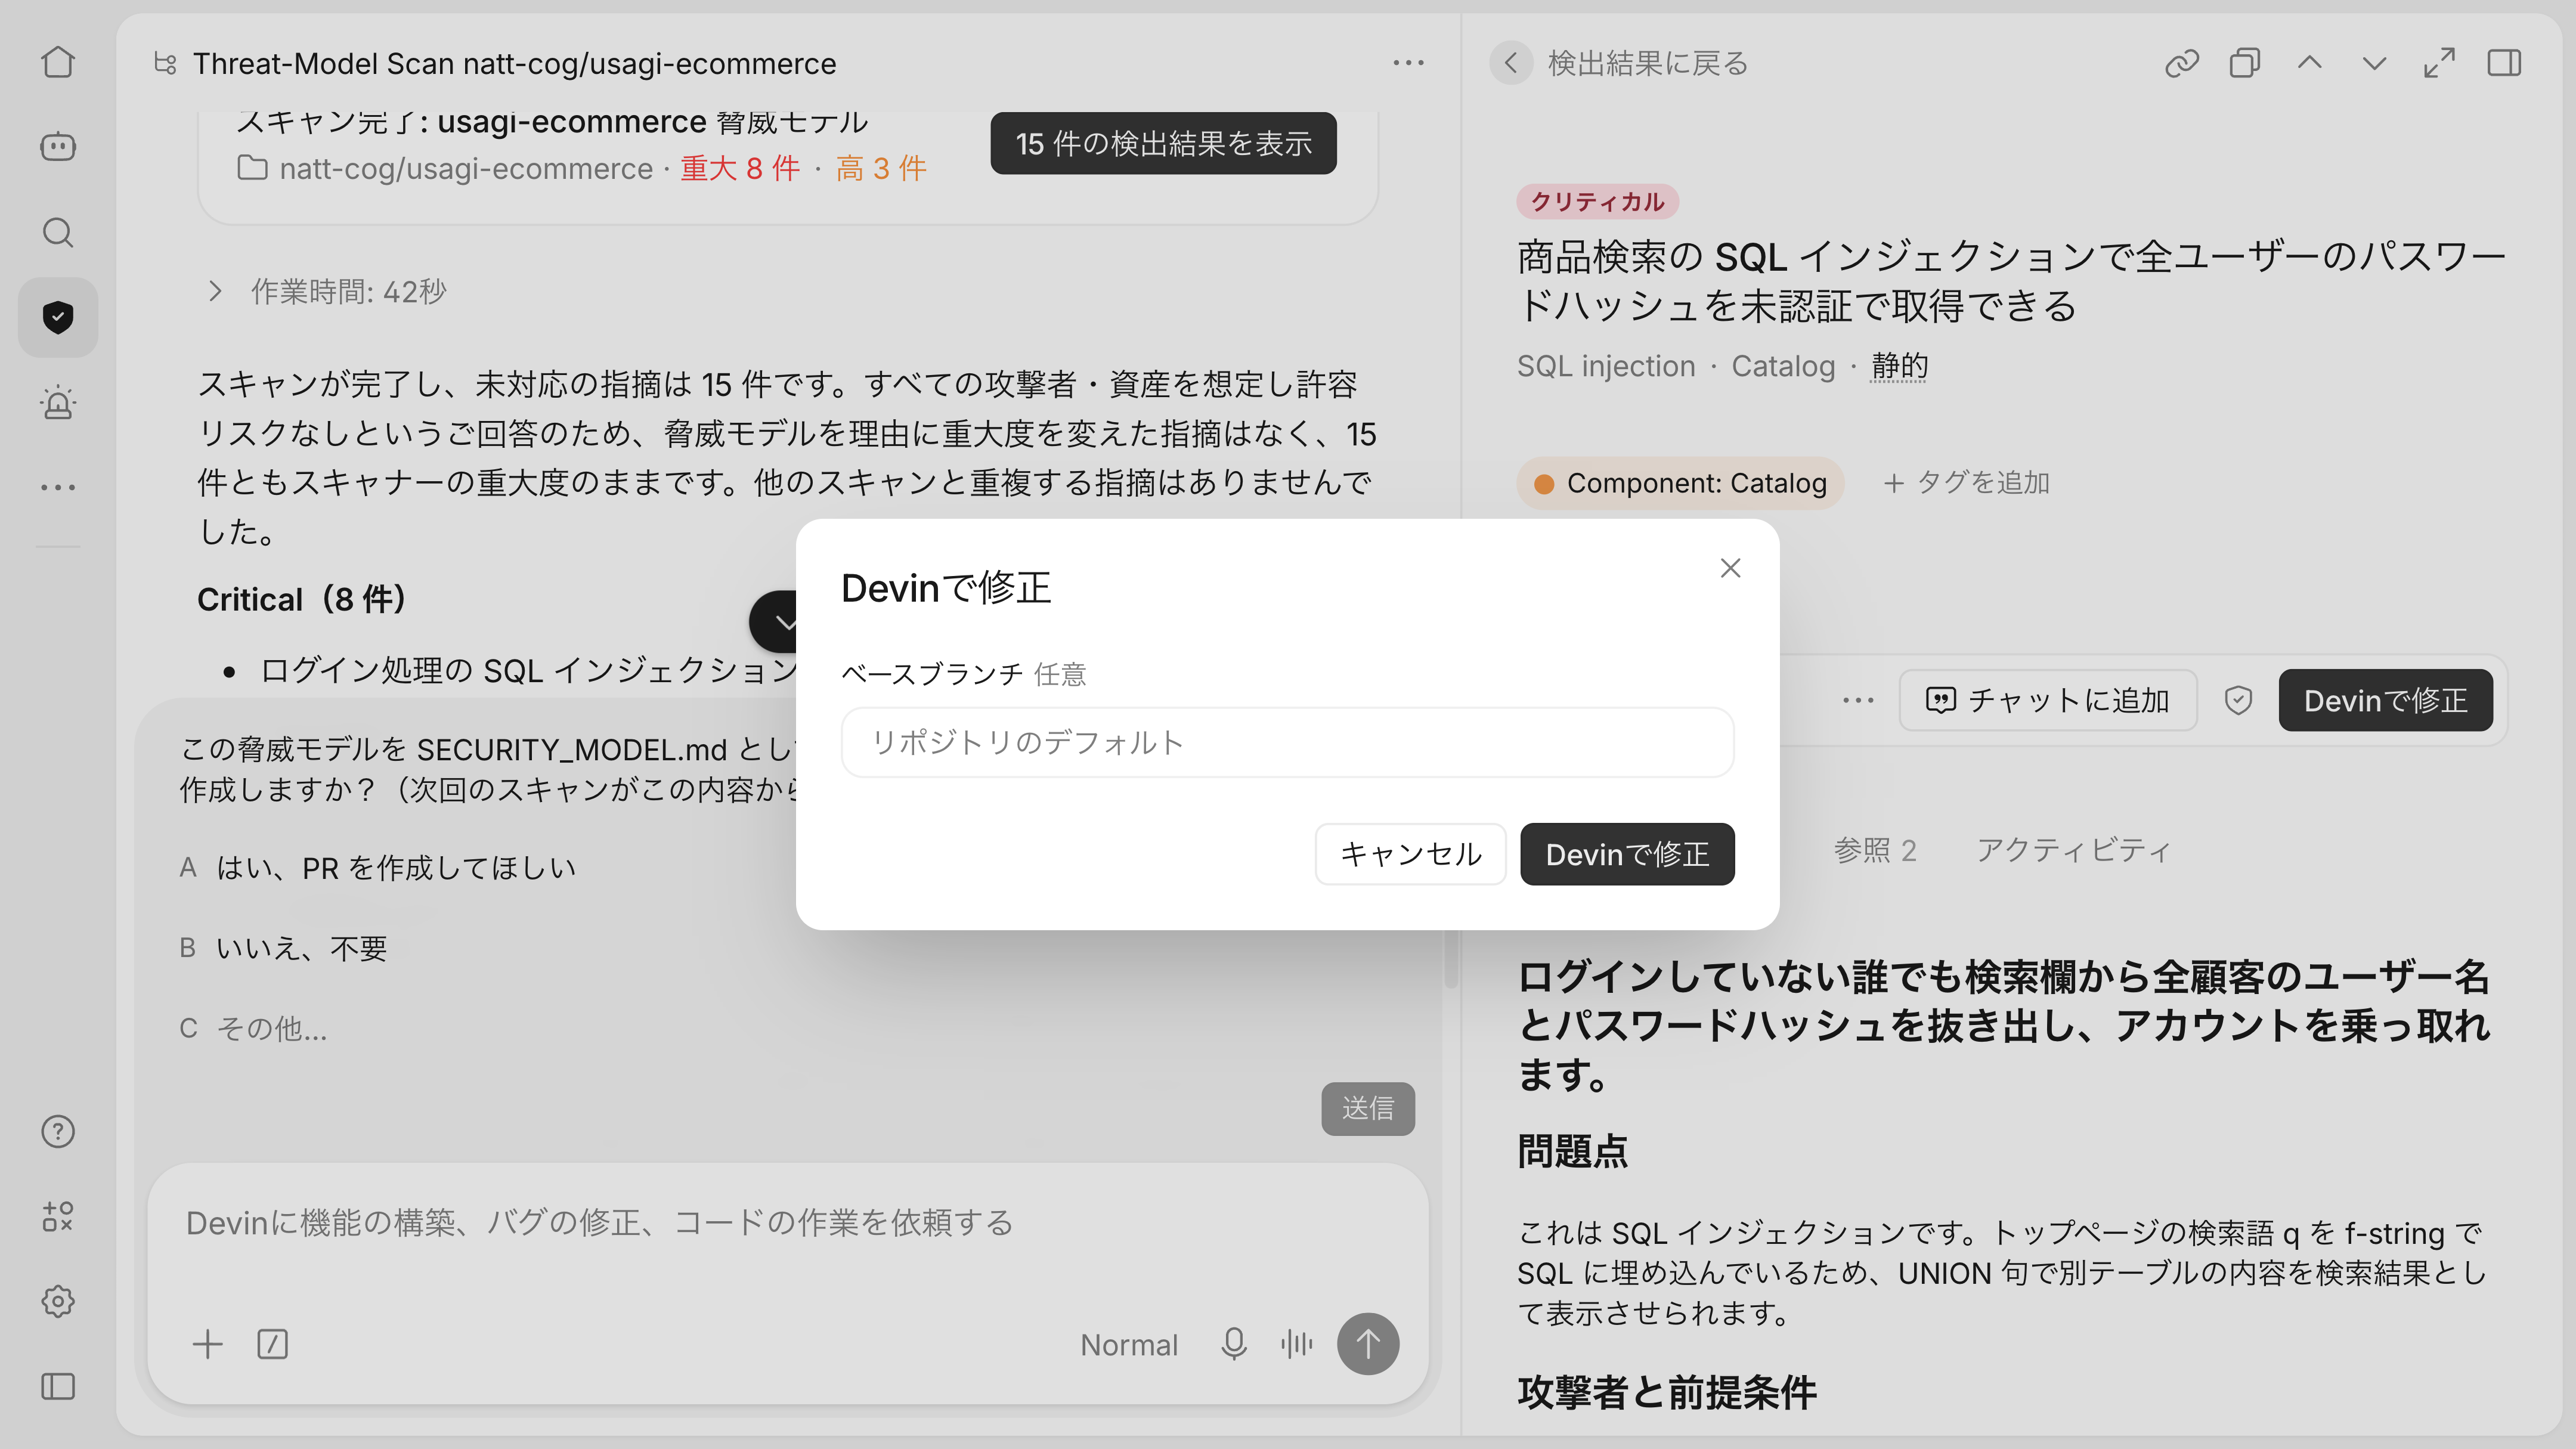 Threat-Model Scan natt-cog/usagi-ecommerce
スキャン完了: usagi-ecommerce 脅威モデル
natt-cog/usagi-ecommerce · 重大 8 件 · 高 3 件
15 件の検出結果を表示
作業時間: 42秒
スキャンが完了し、未対応の指摘は 15 件です。すべての攻撃者・資産を想定し許容
リスクなしというご回答のため、脅威モデルを理由に重大度を変えた指摘はなく、15
件ともスキャナーの重大度のままです。他のスキャンと重複する指摘はありませんで
した。
Critical（8 件）
• ログイン処理の SQL インジェクション
この脅威モデルを SECURITY_MODEL.md とし
作成しますか？（次回のスキャンがこの内容から
A はい、PR を作成してほしい
B いいえ、不要
C その他...
送信
Devinに機能の構築、バグの修正、コードの作業を依頼する
Normal
Devinで修正
ベースブランチ 任意
リポジトリのデフォルト
キャンセル
Devinで修正
検出結果に戻る
クリティカル
商品検索の SQL インジェクションで全ユーザーのパスワー
ドハッシュを未認証で取得できる
SQL injection · Catalog · 静的
Component: Catalog
+ タグを追加
チャットに追加
Devinで修正
参照 2
アクティビティ
ログインしていない誰でも検索欄から全顧客のユーザー名
とパスワードハッシュを抜き出し、アカウントを乗っ取れ
ます。
問題点
これは SQL インジェクションです。トップページの検索語 q を f-string で
SQL に埋め込んでいるため、UNION 句で別テーブルの内容を検索結果とし
て表示させられます。
攻撃者と前提条件